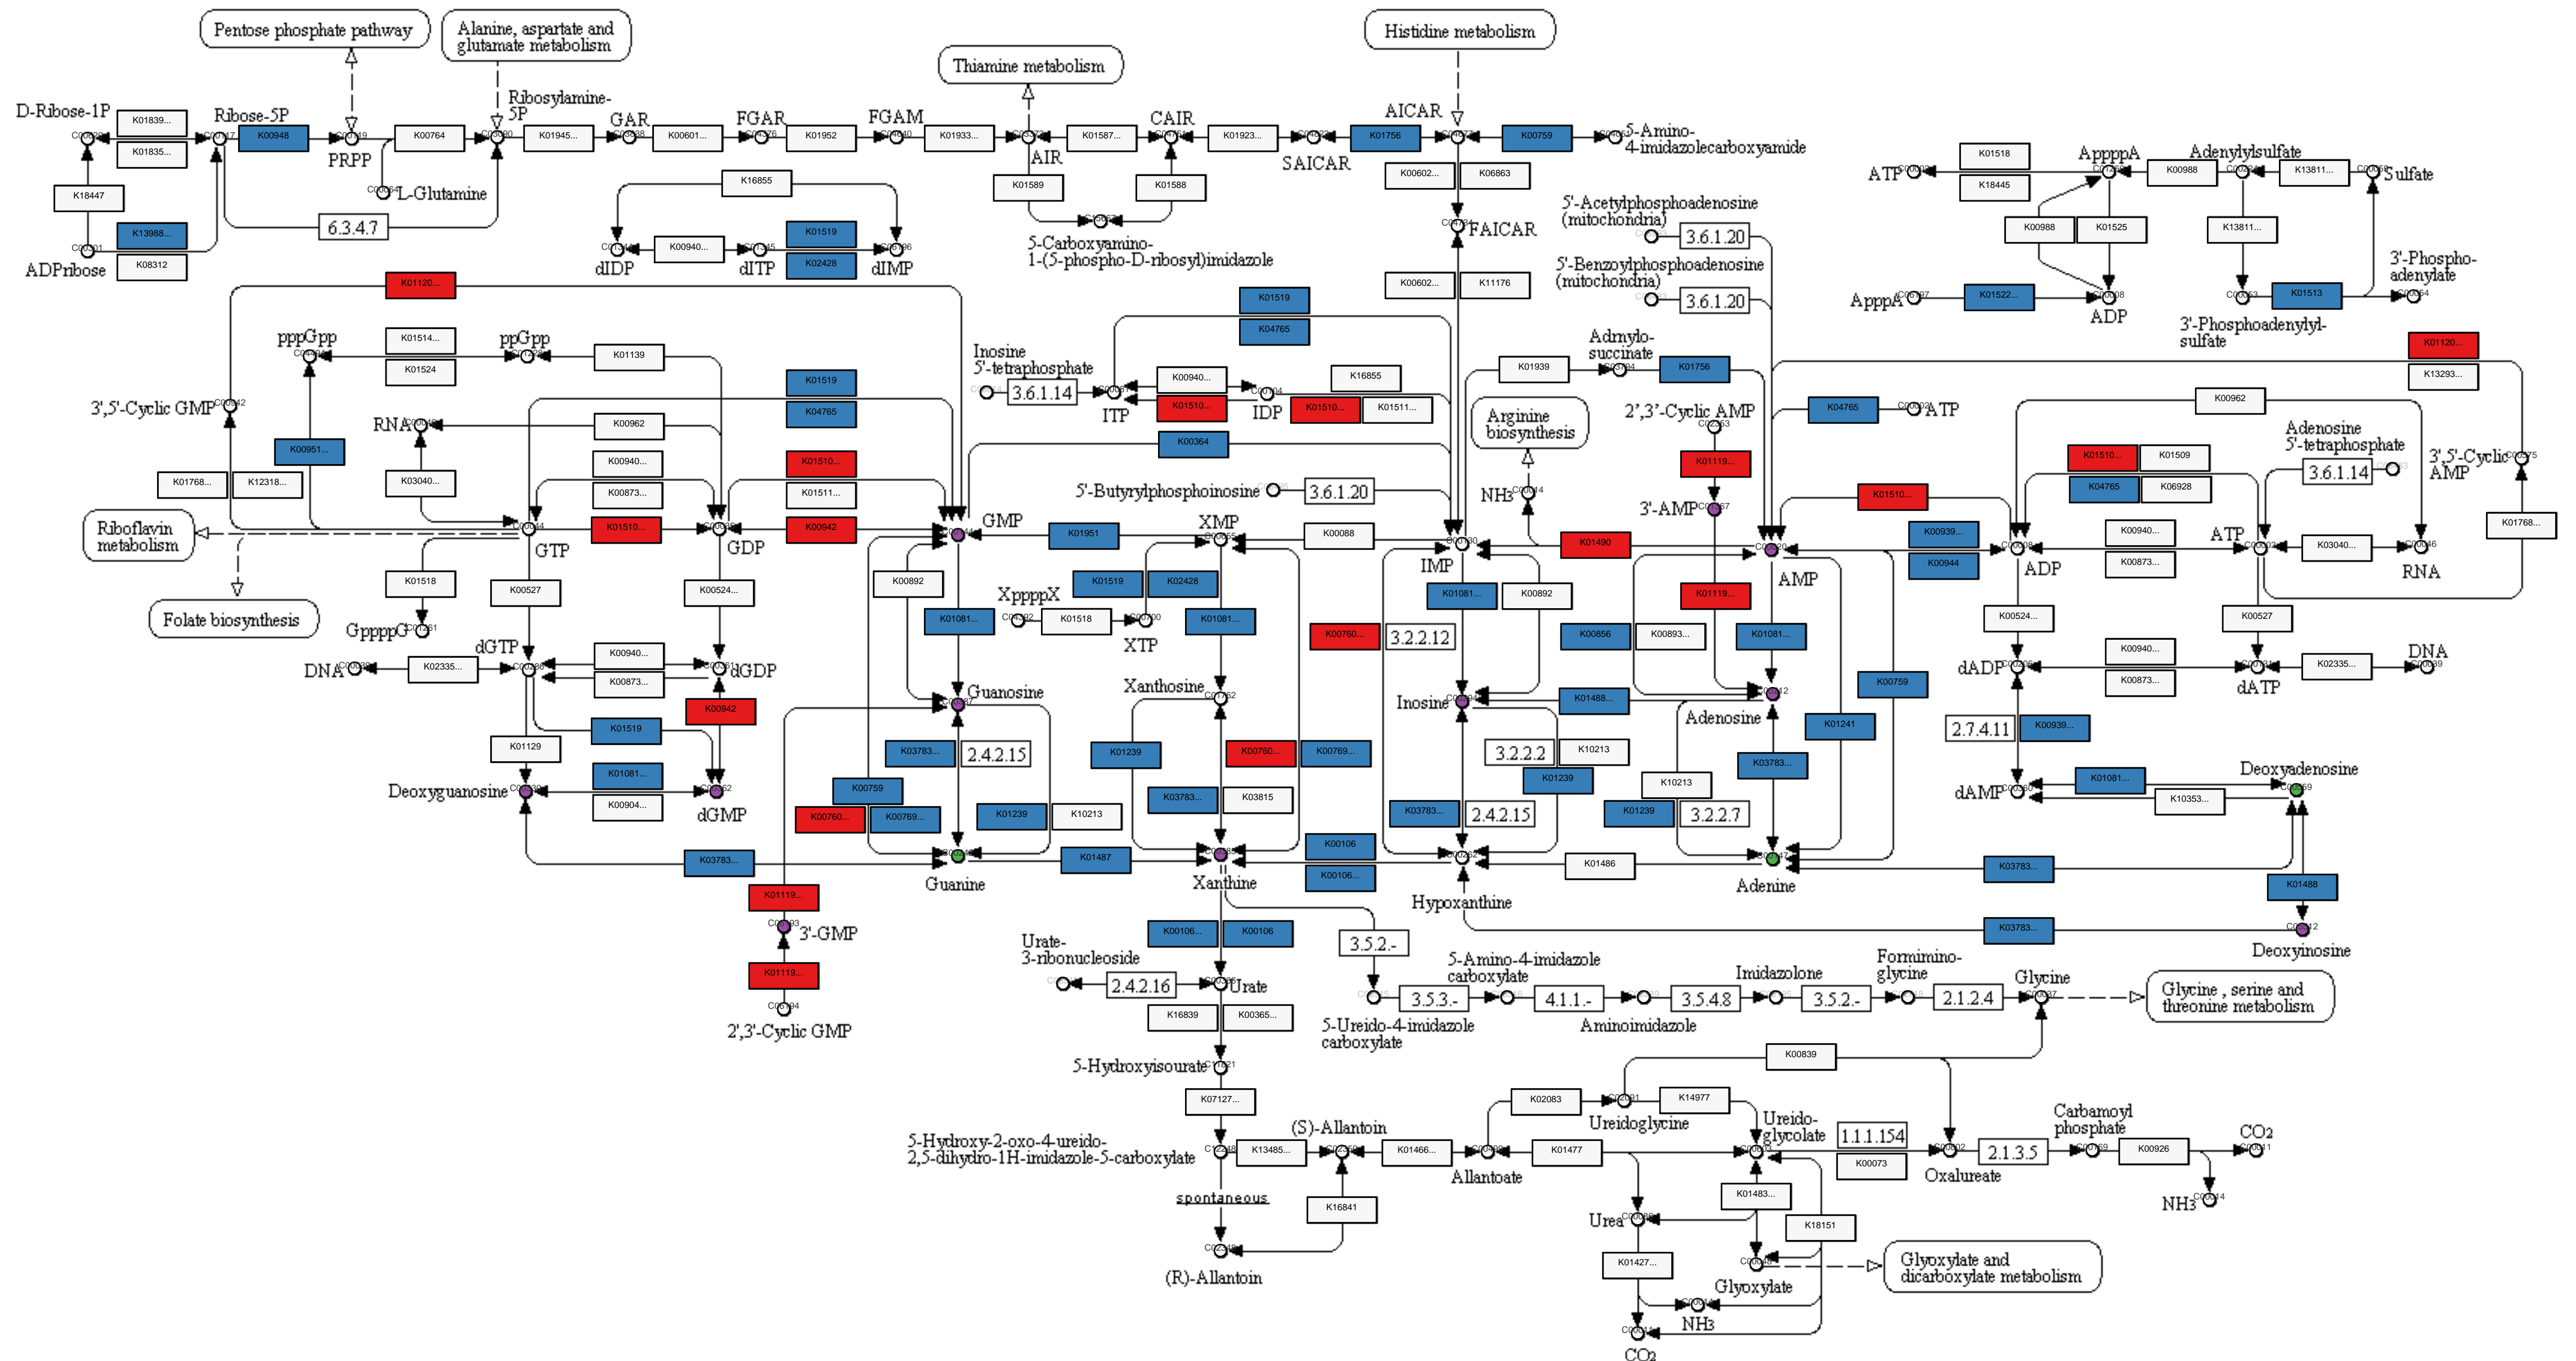 Pentose phosphate pathway
Alanine, aspartate and
glutamate metabolism
Histidine metabolism
Thiamine metabolism
D-Ribose-1P
K01839...
K01835...
Ribose-5P
K00948
PRPP
K00764
Ribosylamine-
5P
K01945...
GAR
K00601...
FGAR
K01952
FGAM
K01933...
AIR
K01587...
CAIR
K01923...
SAICAR
K01756
AICAR
K00759
5-Amino-
4-imidazolecarboxyamide
K18447
K13988...
K08312
C00301
ADPribose
L-Glutamine
6.3.4.7
K16855
K00940...
K01519
K02428
dIDP
dITP
dIMP
K01589
K01588
5-Carboxyamino-
1-(5-phospho-D-ribosyl)imidazole
K00602...
K06863
FAICAR
K00602...
K11176
5'-Acetylphosphoadenosine
(mitochondria)
3.6.1.20
5'-Benzoylphosphoadenosine
(mitochondria)
3.6.1.20
ATP
K01518
K18445
AppppA
K00988
Adenylylsulfate
K13811...
Sulfate
K00988
K01525
K13811...
3'-Phospho-
adenylate
ApppA
K01522...
ADP
K01513
3'-Phosphoadenylyl-
sulfate
K01120...
pppGpp
K01514...
K01524
ppGpp
K01139
3',5'-Cyclic GMP
K00951...
RNA
K00962
K01519
K04765
K01768...
K12318...
K03040...
K00940...
K00873...
K01510...
K01511...
Riboflavin
metabolism
GTP
K01510...
GDP
K00942
GMP
Folate biosynthesis
K01518
GppppG
K00527
K00524...
dGTP
DNA
K02335...
K00940...
K00873...
dGDP
K00942
K01519
K01129
Deoxyguanosine
K01081...
K00904...
dGMP
K01519
K04765
Inosine
5'-tetraphosphate
3.6.1.14
K00940...
K01510...
ITP
IDP
K16855
K01510...
K01511...
K00364
5'-Butyrylphosphoinosine
3.6.1.20
K01951
XMP
K00088
IMP
K01939
Adrnylo-
succinate
K01756
Arginine
biosynthesis
NH3
K01490
2',3'-Cyclic AMP
K01119...
3'-AMP
AMP
K04765
ATP
K01120...
K13293...
K00962
K01510...
K01509
K04765
K06928
Adenosine
5'-tetraphosphate
3.6.1.14
3',5'-Cyclic
AMP
K01510...
K00939...
K00944
ADP
K00940...
K00873...
ATP
K03040...
RNA
K01768...
K00892
K01081...
XppppX
K01518
K01519
K02428
XTP
K01081...
K00760...
3.2.2.12
K01081...
K00892
K01119...
K00856
K00893...
K01081...
K00524...
K00527
dADP
K00940...
K00873...
dATP
K02335...
DNA
Guanosine
Xanthosine
Inosine
K01488...
Adenosine
K00759
K01241
2.7.4.11
K00939...
K03783...
2.4.2.15
K00759
K00760...
K00769...
K01239
K10213
K01239
K00760...
K00769...
K03783...
K03815
3.2.2.2
K10213
K01239
K03783...
2.4.2.15
K10213
K03783...
K01239
3.2.2.7
dAMP
K01081...
K10353...
Deoxyadenosine
K03783...
Guanine
K01487
Xanthine
K00106
K00106...
Hypoxanthine
K01486
Adenine
K03783...
K01488
K03783...
Deoxyinosine
K01119...
3'-GMP
K01119...
2',3'-Cyclic GMP
K00106...
K00106
Urate-
3-ribonucleoside
2.4.2.16
Urate
3.5.2.-
K16839
K00365...
5-Ureido-4-imidazole
carboxylate
3.5.3.-
5-Amino-4-imidazole
carboxylate
4.1.1.-
Aminoimidazole
3.5.4.8
Imidazolone
3.5.2.-
Formimino-
glycine
2.1.2.4
Glycine
Glycine , serine and
threonine metabolism
5-Hydroxyisourate
K07127...
K00839
K02083
Ureidoglycine
K14977
5-Hydroxy-2-oxo-4-ureido-
2,5-dihydro-1H-imidazole-5-carboxylate
K13485...
(S)-Allantoin
K01466...
Allantoate
K01477
Ureido-
glycolate
1.1.1.154
K00073
Oxalureate
2.1.3.5
Carbamoyl
phosphate
K00926
CO2
NH3
spontaneous
K16841
(R)-Allantoin
K01483...
K18151
Urea
K01427...
Glyoxylate
Glyoxylate and
dicarboxylate metabolism
NH3
CO2